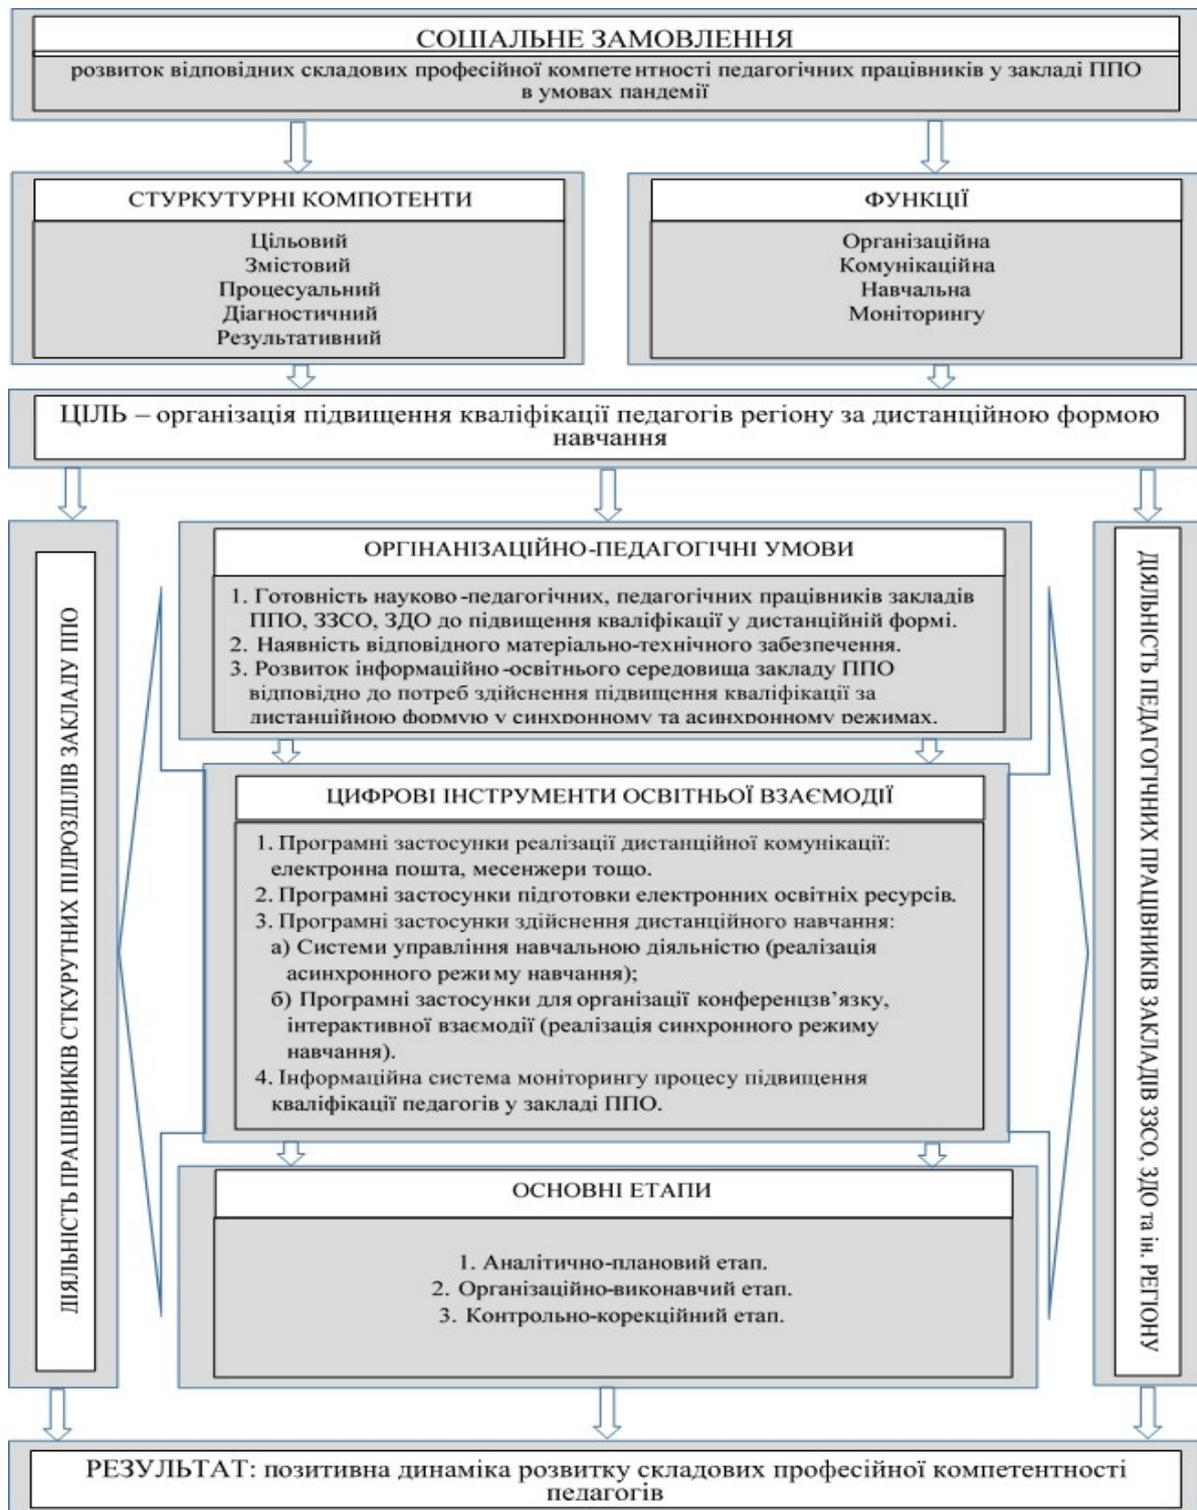 СОЦІАЛЬНЕ ЗАМОВЛЕННЯ
розвиток відповідних складових професійної компетентності педагогічних працівників у закладі ППО
в умовах пандемії
СТУРКУТУРНІ КОМПОТЕНТИ
Цільовий
Змістовий
Процесуальний
Діагностичний
Результативний
ФУНКЦІЇ
Організаційна
Комунікаційна
Навчальна
Моніторингу
ЦІЛЬ – організація підвищення кваліфікації педагогів регіону за дистанційною формою
навчання
ДІЯЛЬНІСТЬ ПРАЦІВНИКІВ СТКУРУТНИХ ПІДРОЗДІЛІВ ЗАКЛАДУ ППО
ОРГІНАНІЗАЦІЙНО-ПЕДАГОГІЧНІ УМОВИ
1. Готовність науково-педагогічних, педагогічних працівників закладів
ППО, ЗЗСО, ЗДО до підвищення кваліфікації у дистанційній формі.
2. Наявність відповідного матеріально-технічного забезпечення.
3. Розвиток інформаційно-освітнього середовища закладу ППО
відповідно до потреб здійснення підвищення кваліфікації за
дистанційною формую у синхронному та асинхронному режимах.
ЦИФРОВІ ІНСТРУМЕНТИ ОСВІТНЬОЇ ВЗАЄМОДІЇ
1. Програмні застосунки реалізації дистанційної комунікації:
електронна пошта, месенжери тощо.
2. Програмні застосунки підготовки електронних освітніх ресурсів.
3. Програмні застосунки здійснення дистанційного навчання:
а) Системи управління навчальною діяльністю (реалізація
асинхронного режиму навчання);
б) Програмні застосунки для організації конференцзв’язку,
інтерактивної взаємодії (реалізація синхронного режиму
навчання).
4. Інформаційна система моніторингу процесу підвищення
кваліфікації педагогів у закладі ППО.
ОСНОВНІ ЕТАПИ
1. Аналітично-плановий етап.
2. Організаційно-виконавчий етап.
3. Контрольно-корекційний етап.
ДІЯЛЬНІСТЬ ПЕДАГОГІЧНИХ ПРАЦІВНИКІВ ЗАКЛАДІВ ЗЗСО, ЗДО та ін. РЕГІОНУ
РЕЗУЛЬТАТ: позитивна динаміка розвитку складових професійної компетентності
педагогів